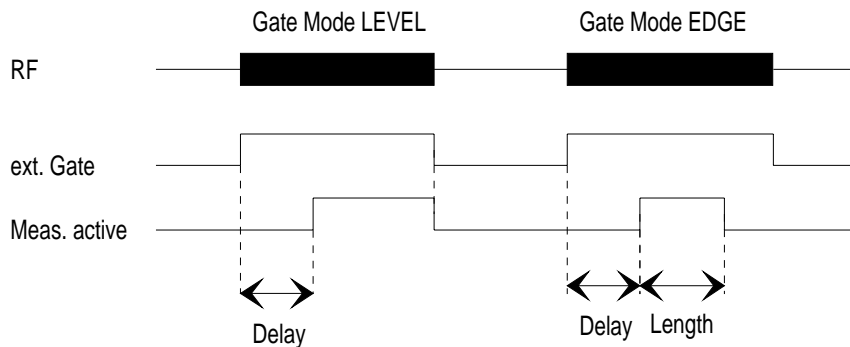 Gate Mode LEVEL
Gate Mode EDGE
RF
ext. Gate
Meas. active
Delay
Delay
Length